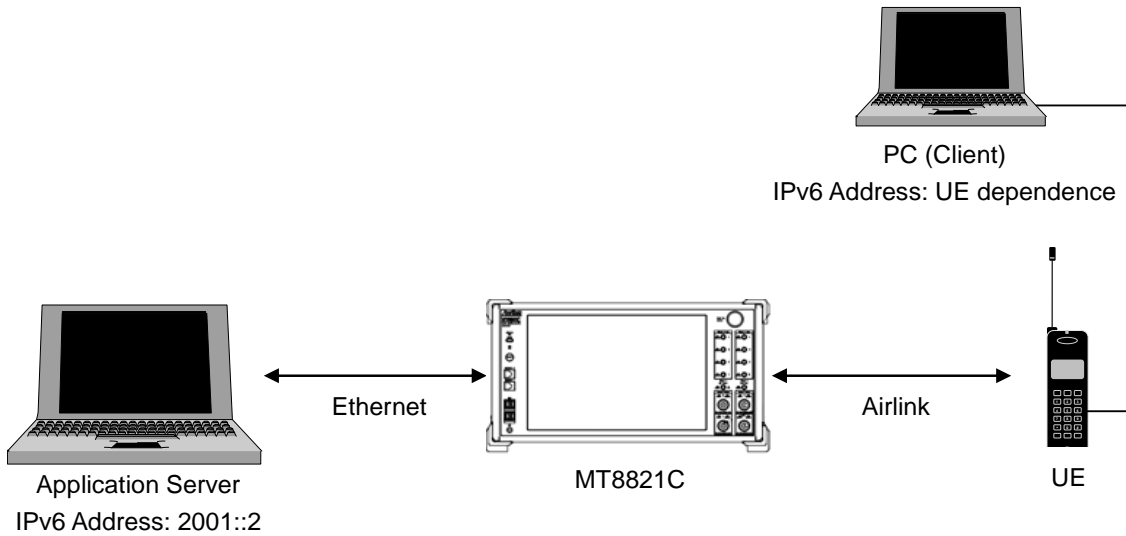 PC (Client)
IPv6 Address: UE dependence
Ethernet
Airlink
MT8821C
UE
Application Server
IPv6 Address: 2001::2